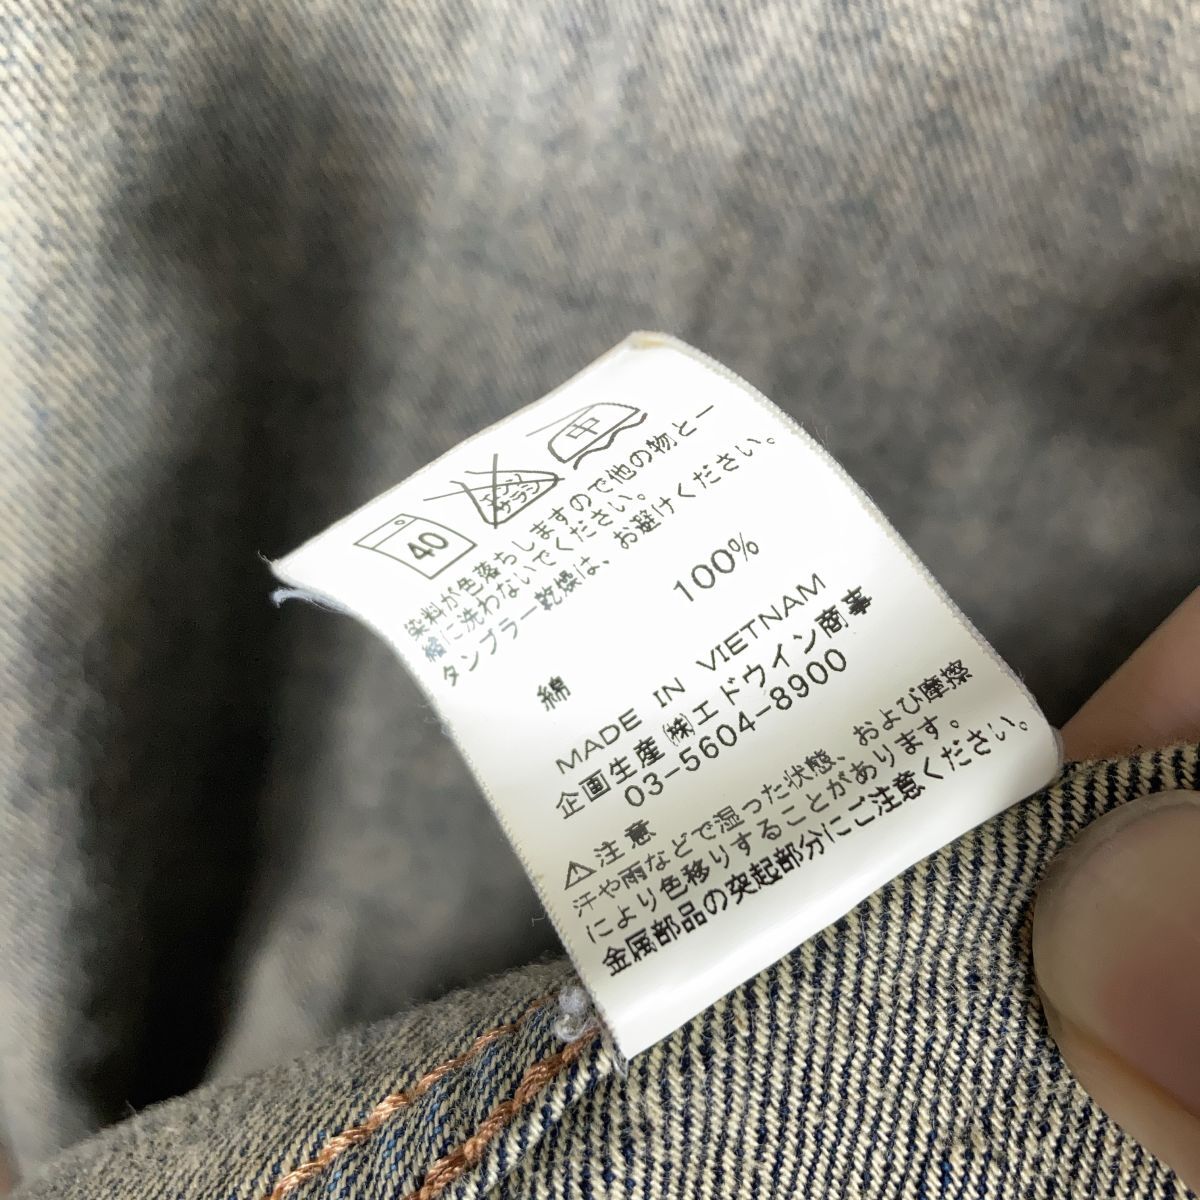 40 エンソ サラシ 中
染料が色落ちしますので他の物と一
緒に洗わないでください。
タンブラー乾燥は、お避けください。
綿 100%
MADE IN VIETNAM
企画生産 ㈱エドウイン商事
03-5604-8900
⚠注意
汗や雨などで湿った状態、および摩擦
により色移りすることがあります。
金属部品の突起部分にご注意ください。